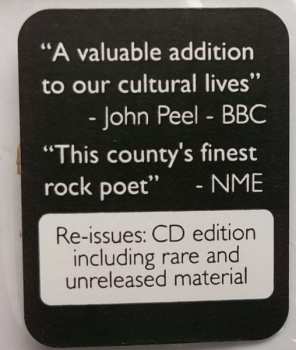 “A valuable addition
to our cultural lives”
- John Peel - BBC
“This county's finest
rock poet” - NME
Re-issues: CD edition
including rare and
unreleased material